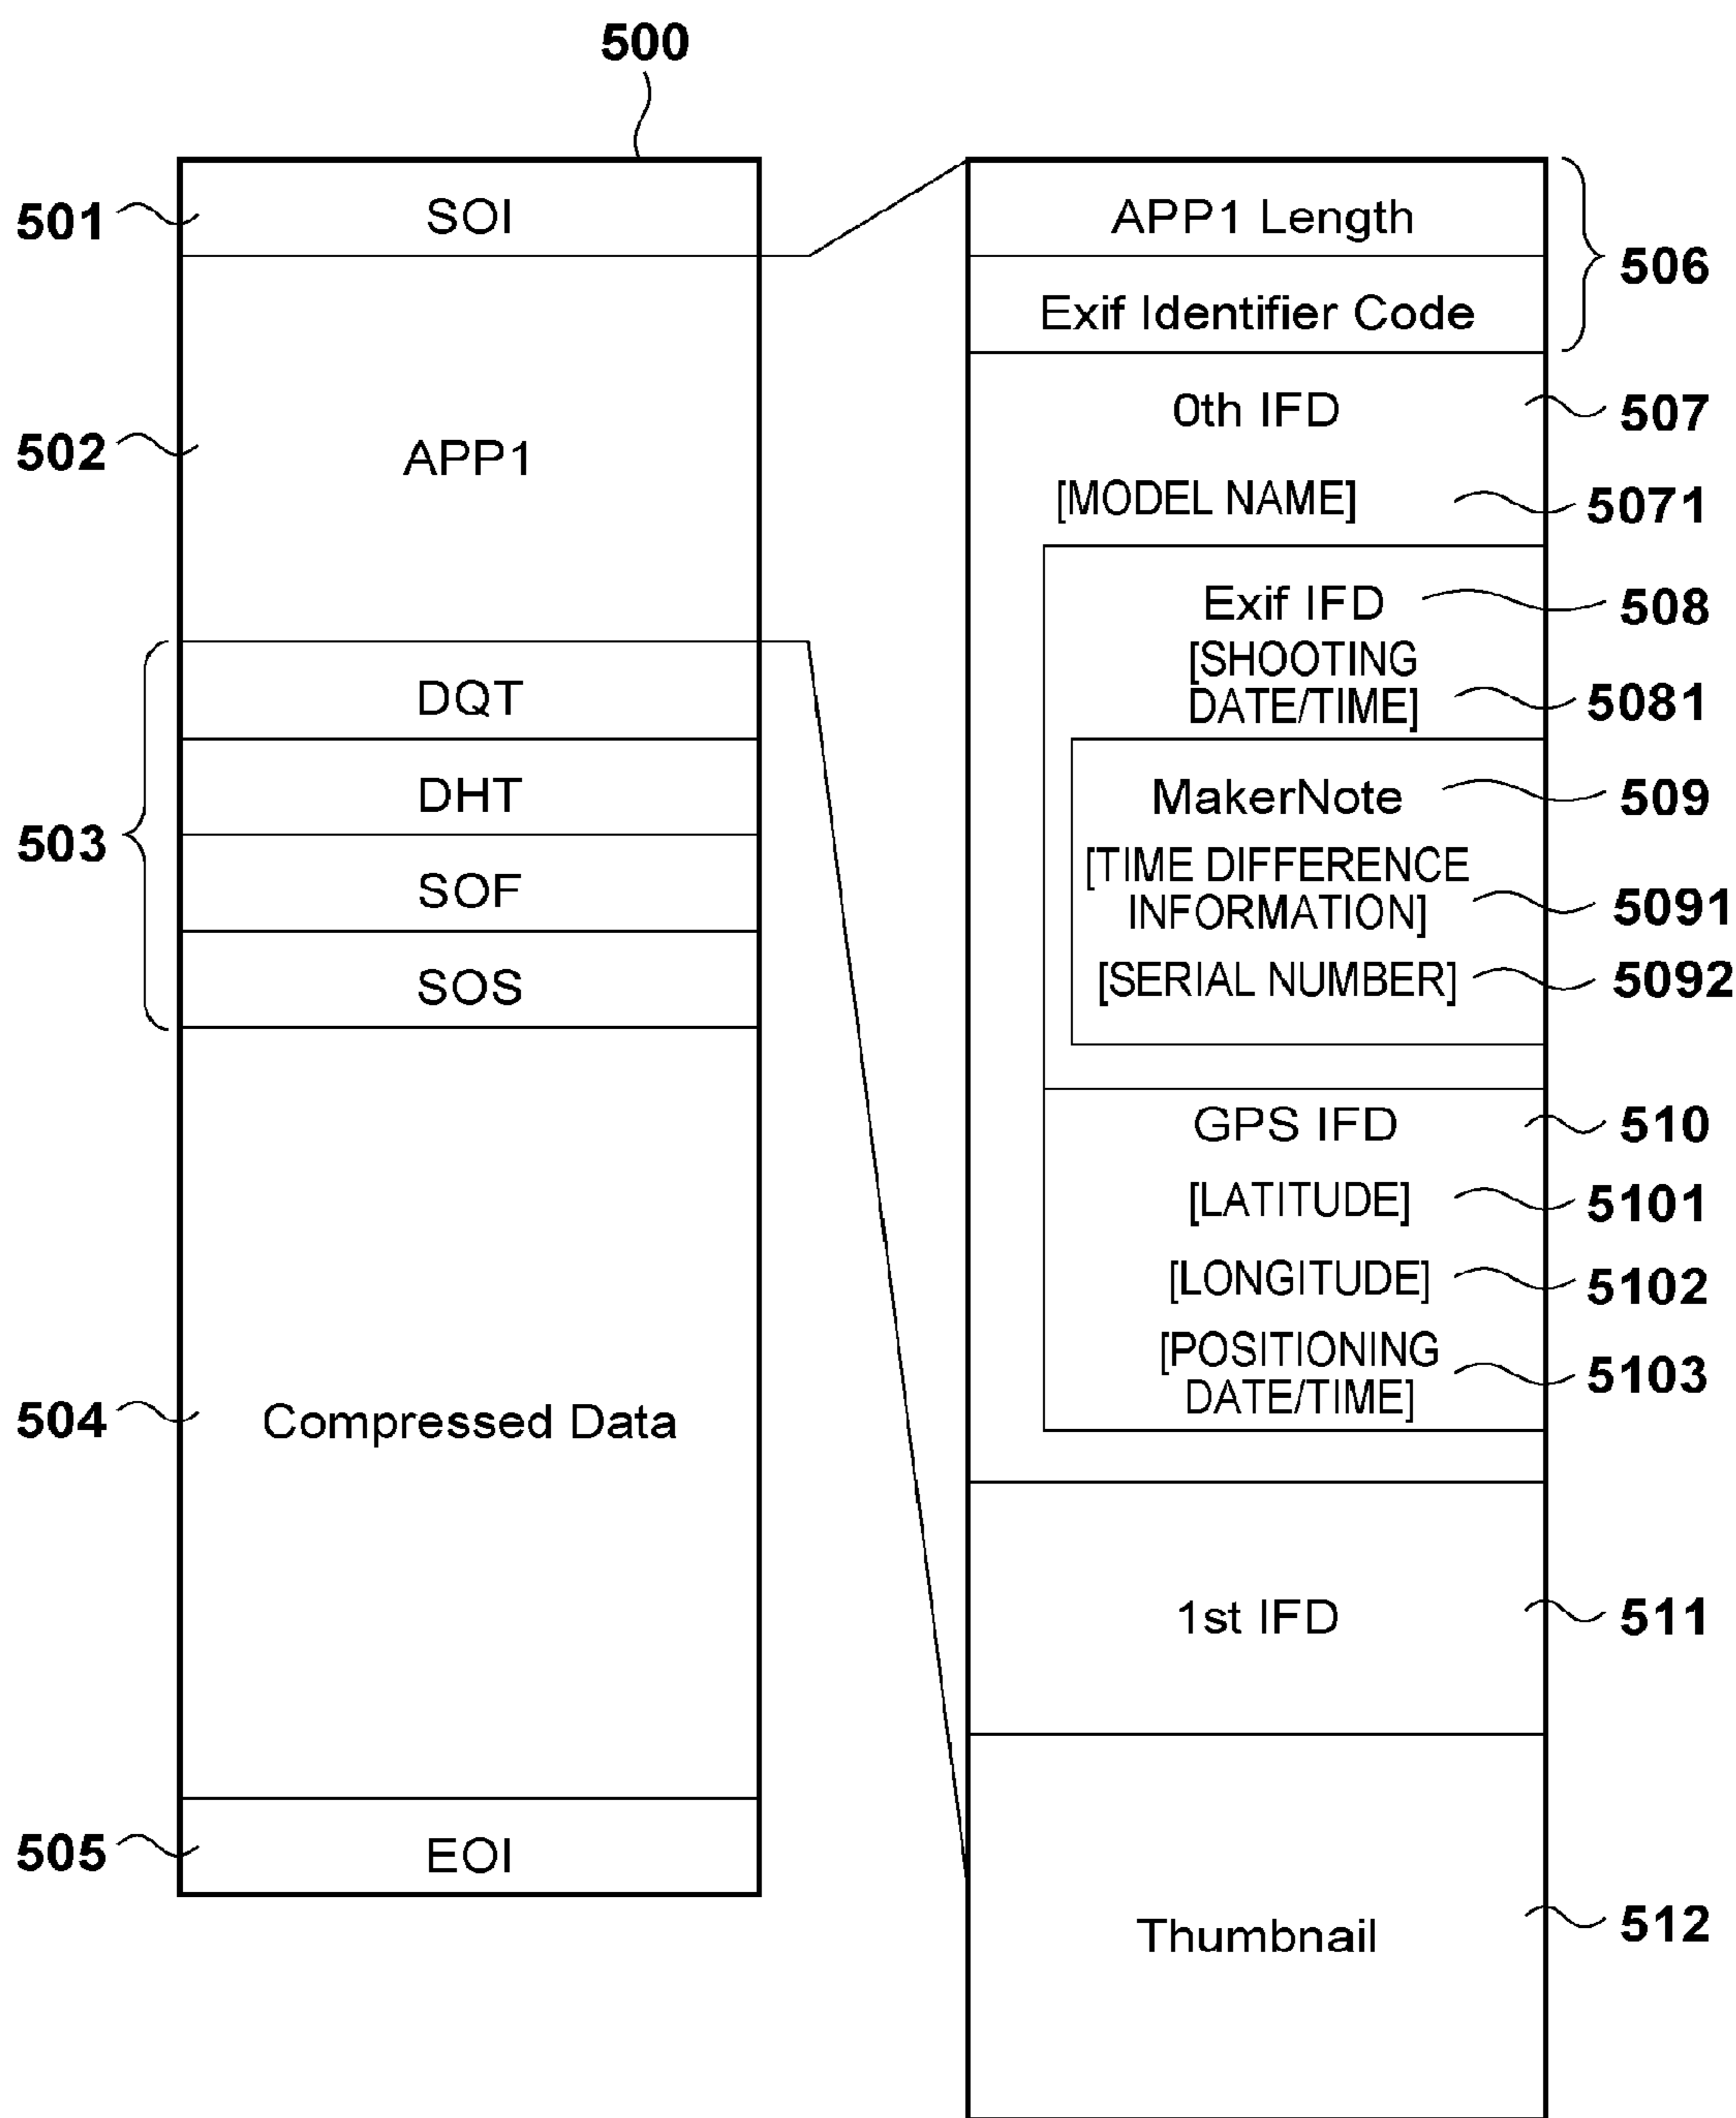 500
501
SOI
502
APP1
503
DQT
DHT
SOF
SOS
504
Compressed Data
505
EOI
APP1 Length
506
Exif Identifier Code
0th IFD
507
[MODEL NAME]
5071
Exif IFD
508
[SHOOTING
DATE/TIME]
5081
MakerNote
509
[TIME DIFFERENCE
INFORMATION]
5091
[SERIAL NUMBER]
5092
GPS IFD
510
[LATITUDE]
5101
[LONGITUDE]
5102
[POSITIONING
DATE/TIME]
5103
1st IFD
511
Thumbnail
512